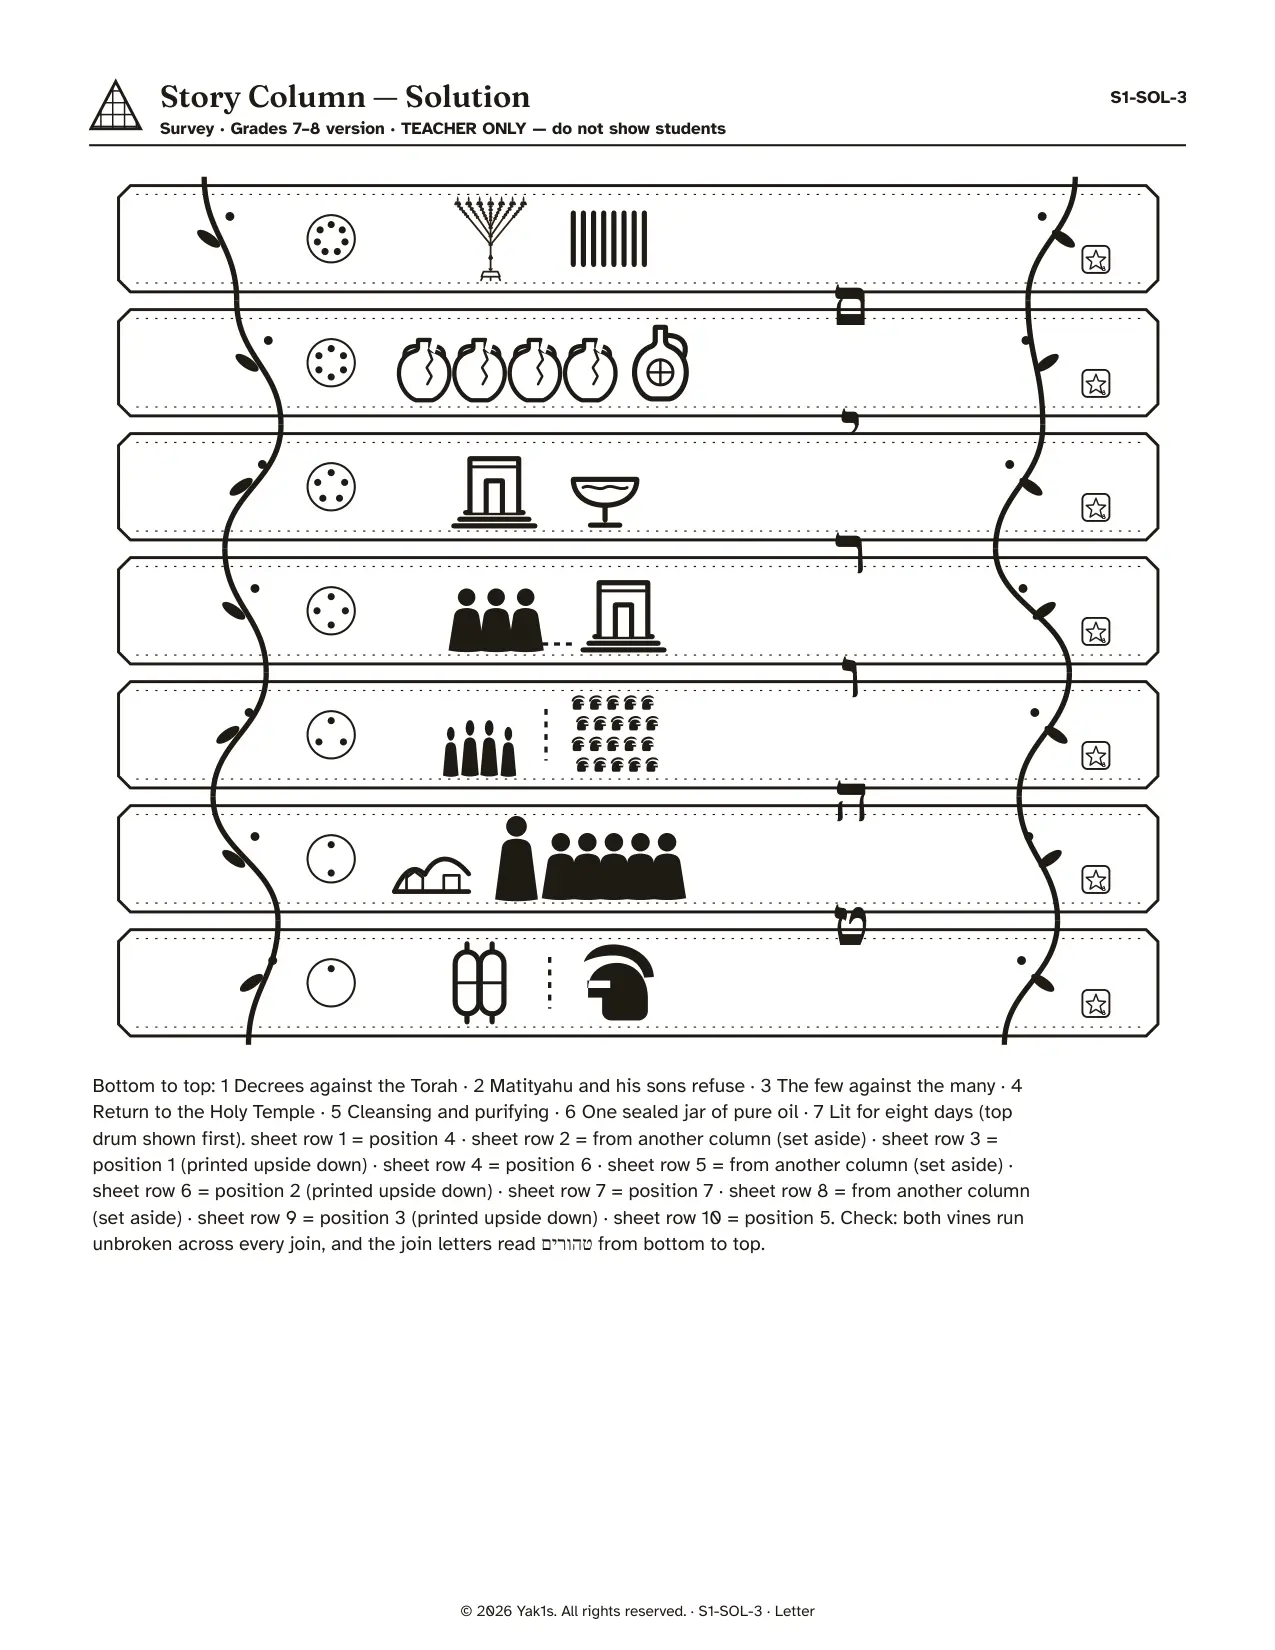 Story Column — Solution
S1-SOL-3
Survey · Grades 7–8 version · TEACHER ONLY — do not show students
ם
י
ר
ו
ה
ט
Bottom to top: 1 Decrees against the Torah · 2 Matityahu and his sons refuse · 3 The few against the many · 4
Return to the Holy Temple · 5 Cleansing and purifying · 6 One sealed jar of pure oil · 7 Lit for eight days (top
drum shown first). sheet row 1 = position 4 · sheet row 2 = from another column (set aside) · sheet row 3 =
position 1 (printed upside down) · sheet row 4 = position 6 · sheet row 5 = from another column (set aside) ·
sheet row 6 = position 2 (printed upside down) · sheet row 7 = position 7 · sheet row 8 = from another column
(set aside) · sheet row 9 = position 3 (printed upside down) · sheet row 10 = position 5. Check: both vines run
unbroken across every join, and the join letters read טהורים from bottom to top.
© 2026 Yak1s. All rights reserved. · S1-SOL-3 · Letter